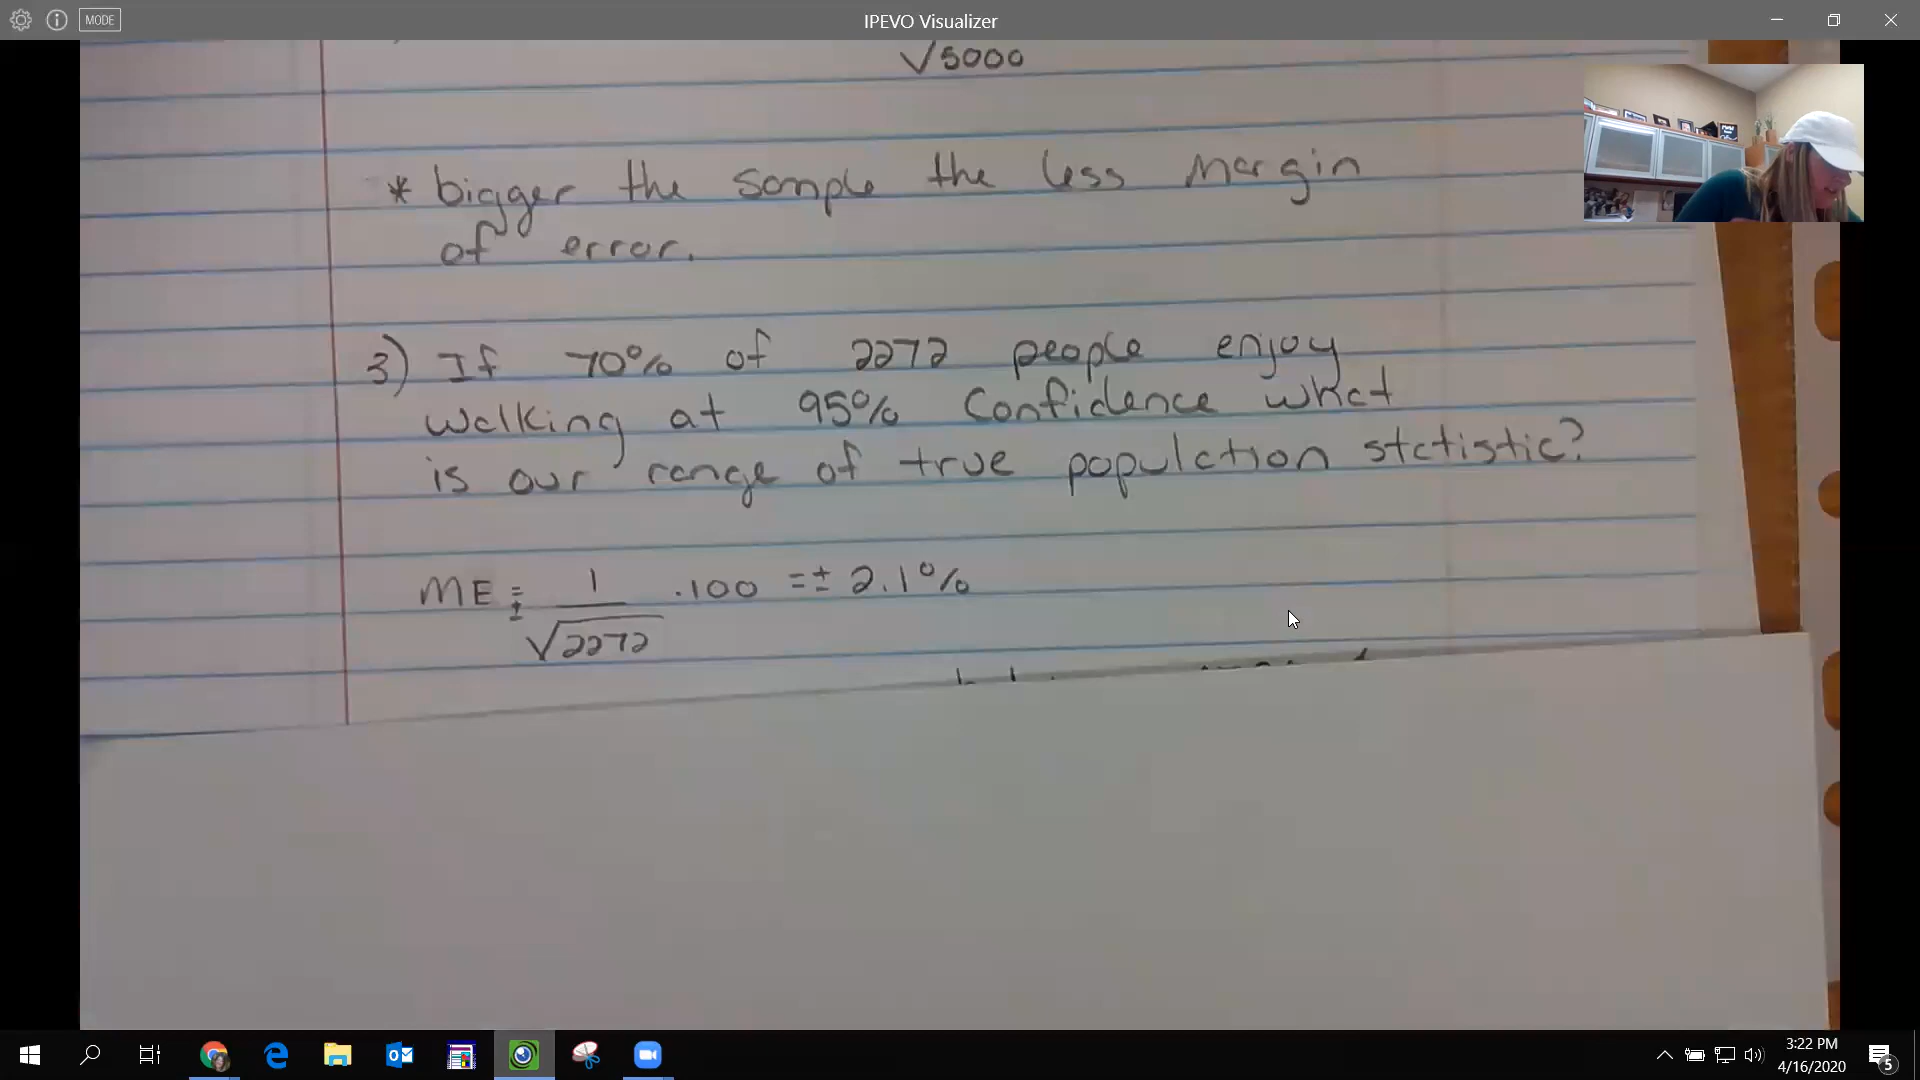 MODE
IPEVO Visualizer
√5000
* bigger the sample the less margin
of error.
3) If 70% of 2272 people enjoy
walking at 95% confidence what
is our range of true population statistic?
ME = ± 1/√2272 · 100 = ± 2.1%
3:22 PM
4/16/2020
5